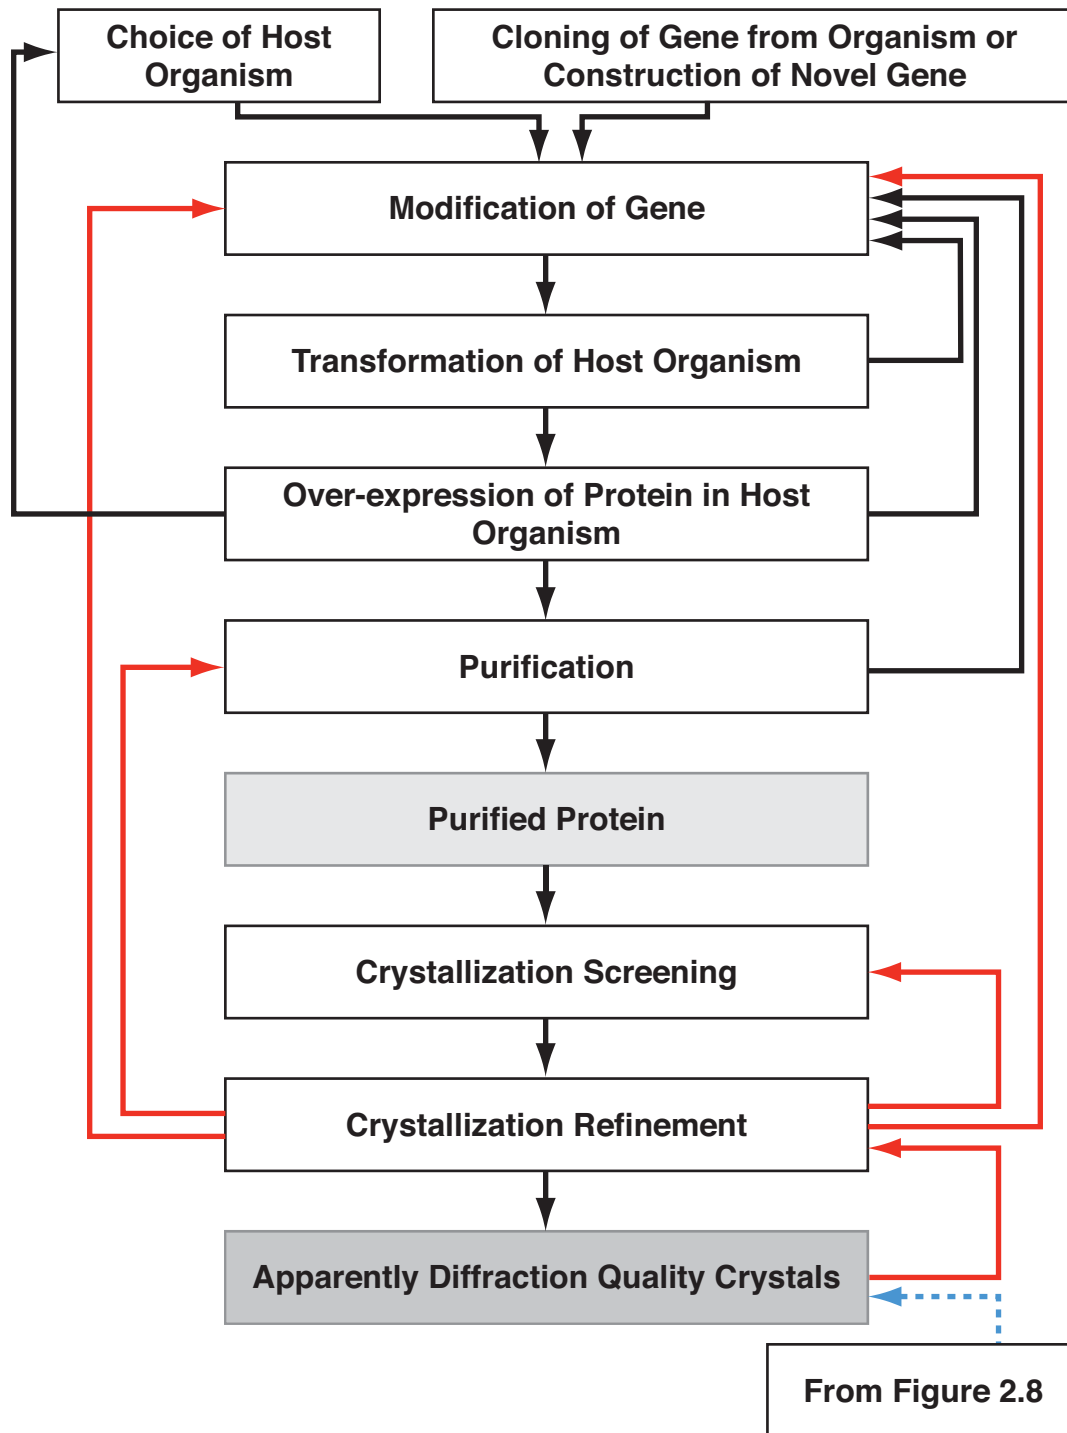 Choice of Host
Organism
Cloning of Gene from Organism or
Construction of Novel Gene
Modification of Gene
Transformation of Host Organism
Over-expression of Protein in Host
Organism
Purification
Purified Protein
Crystallization Screening
Crystallization Refinement
Apparently Diffraction Quality Crystals
From Figure 2.8